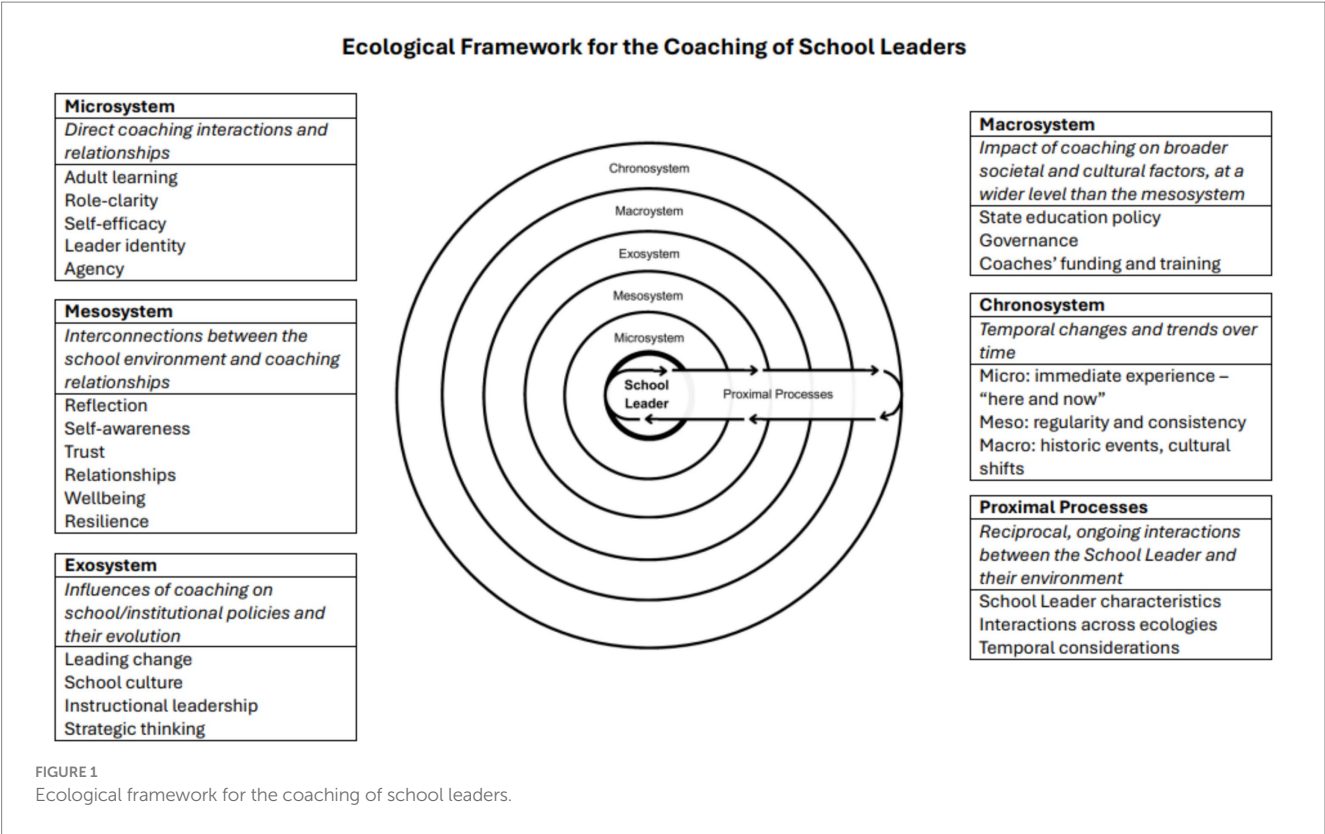 Ecological Framework for the Coaching of School Leaders
Microsystem
Direct coaching interactions and
relationships
Adult learning
Role-clarity
Self-efficacy
Leader identity
Agency
Mesosystem
Interconnections between the
school environment and coaching
relationships
Reflection
Self-awareness
Trust
Relationships
Wellbeing
Resilience
Exosystem
Influences of coaching on
school/institutional policies and
their evolution
Leading change
School culture
Instructional leadership
Strategic thinking
Chronosystem
Macroystem
Exosystem
Mesosystem
Microsystem
School
Leader
Proximal Processes
Macrosystem
Impact of coaching on broader
societal and cultural factors, at a
wider level than the mesosystem
State education policy
Governance
Coaches’ funding and training
Chronosystem
Temporal changes and trends over
time
Micro: immediate experience –
“here and now”
Meso: regularity and consistency
Macro: historic events, cultural
shifts
Proximal Processes
Reciprocal, ongoing interactions
between the School Leader and
their environment
School Leader characteristics
Interactions across ecologies
Temporal considerations
FIGURE 1
Ecological framework for the coaching of school leaders.